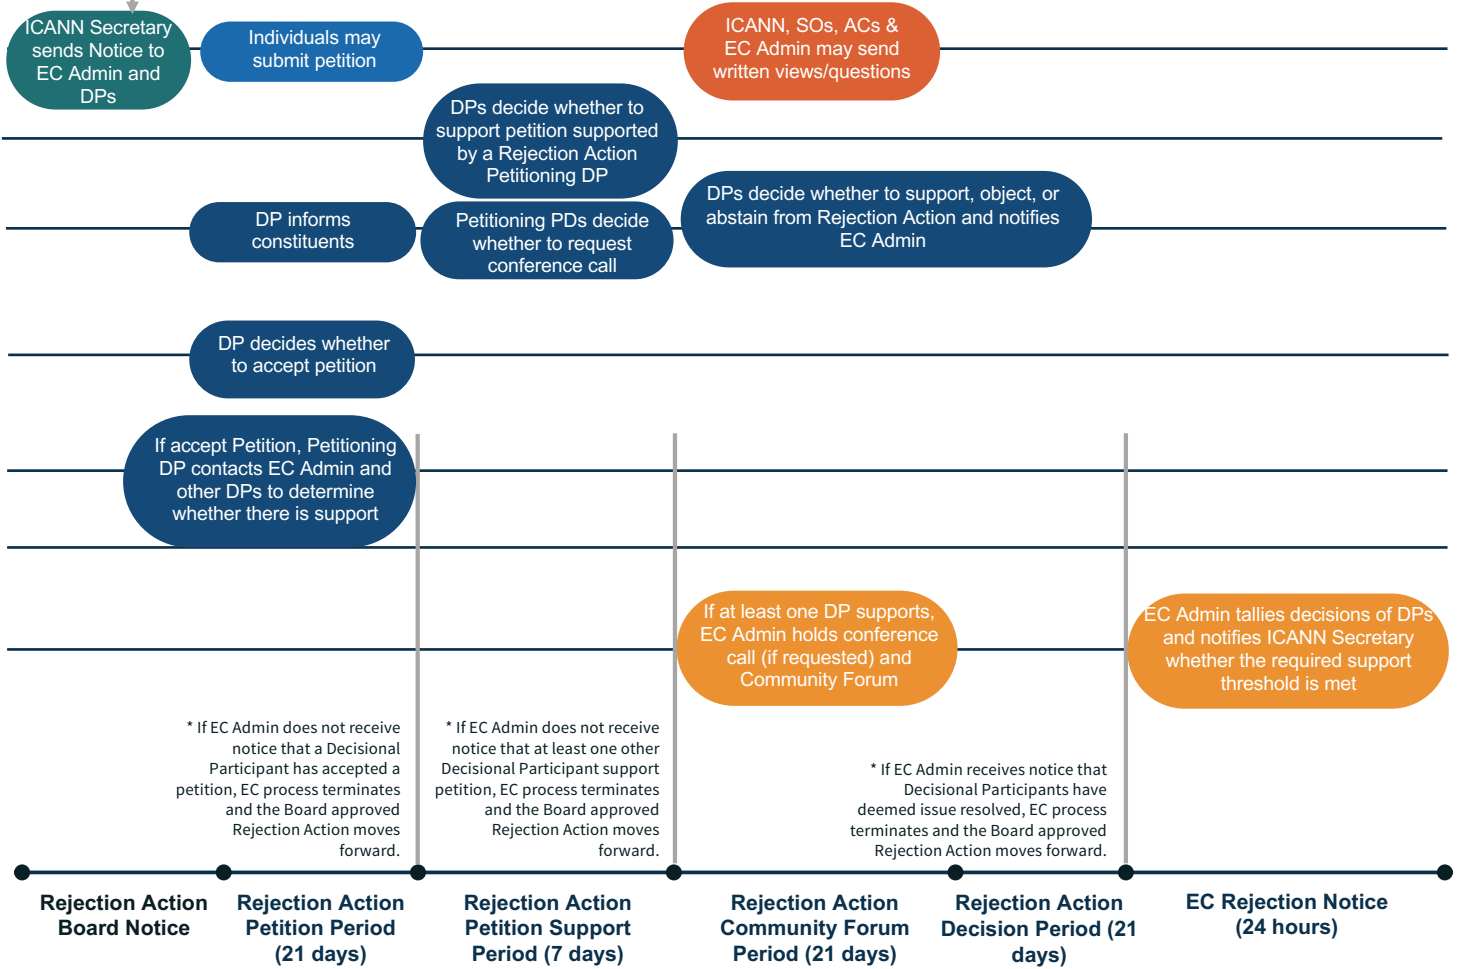 ICANN Secretary
sends Notice to
EC Admin and
DPs
Individuals may
submit petition
ICANN, SOs, ACs &
EC Admin may send
written views/questions
DPs decide whether to
support petition supported
by a Rejection Action
Petitioning DP
DP informs
constituents
Petitioning PDs decide
whether to request
conference call
DPs decide whether to support, object, or
abstain from Rejection Action and notifies
EC Admin
DP decides whether
to accept petition
If accept Petition, Petitioning
DP contacts EC Admin and
other DPs to determine
whether there is support
If at least one DP supports,
EC Admin holds conference
call (if requested) and
Community Forum
EC Admin tallies decisions of DPs
and notifies ICANN Secretary
whether the required support
threshold is met
* If EC Admin does not receive
notice that a Decisional
Participant has accepted a
petition, EC process terminates
and the Board approved
Rejection Action moves
forward.
* If EC Admin does not receive
notice that at least one other
Decisional Participant support
petition, EC process terminates
and the Board approved
Rejection Action moves
forward.
* If EC Admin receives notice that
Decisional Participants have
deemed issue resolved, EC process
terminates and the Board approved
Rejection Action moves forward.
Rejection Action
Board Notice
Rejection Action
Petition Period
(21 days)
Rejection Action
Petition Support
Period (7 days)
Rejection Action
Community Forum
Period (21 days)
Rejection Action
Decision Period (21
days)
EC Rejection Notice
(24 hours)